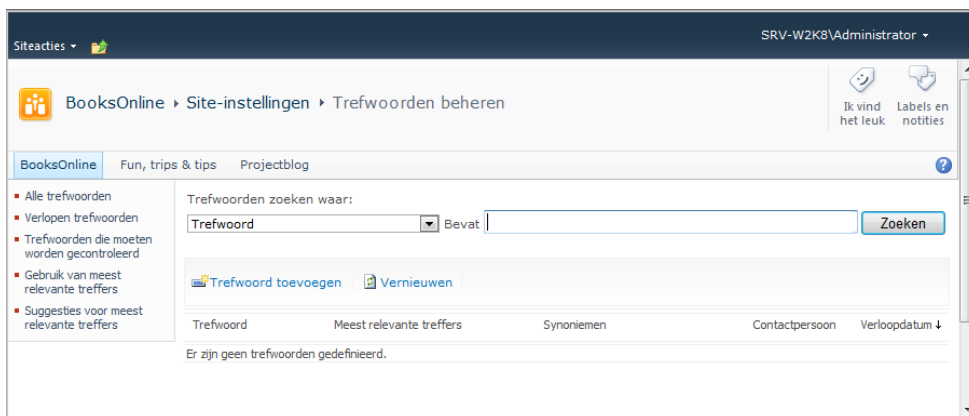 SRV-W2K8\Administrator
Siteacties
BooksOnline Site-instellingen Trefwoorden beheren
Ik vind het leuk
Labels en notities
BooksOnline Fun, trips & tips Projectblog
Alle trefwoorden
Verlopen trefwoorden
Trefwoorden die moeten
worden gecontroleerd
Gebruik van meest
relevante treffers
Suggesties voor meest
relevante treffers
Trefwoorden zoeken waar:
Trefwoord Bevat Zoeken
Trefwoord toevoegen Vernieuwen
Trefwoord Meest relevante treffers Synoniemen Contactpersoon Verloopdatum
Er zijn geen trefwoorden gedefinieerd.